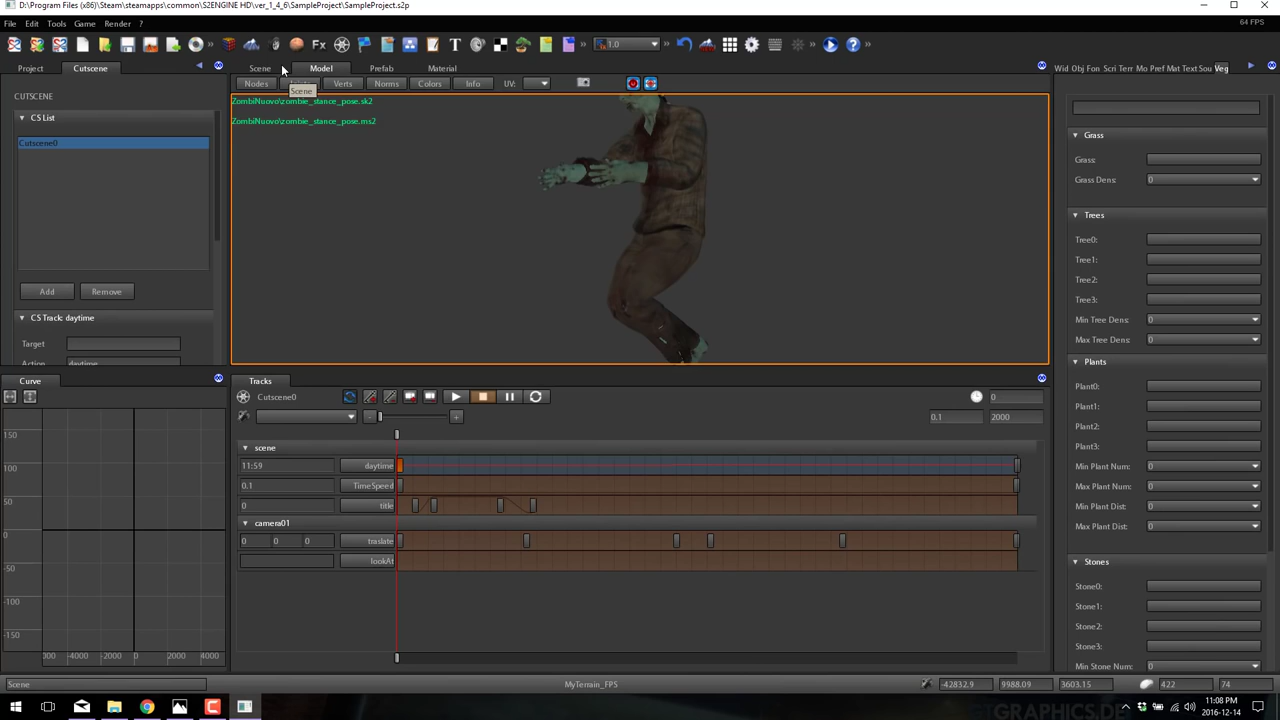 D:\Program Files (x86)\Steam\steamapps\common\S2ENGINE HD\ver_1_4_6\SampleProject\SampleProject.s2p
File Edit Tools Game Render ?
64 FPS
Fx T 1.0
Project Cutscene
Scene Model Prefab Material
Wid Obj Fon Scri Terr Mo Pref Mat Text Sou Veg
Nodes Verts Norms Colors Info UV:
Scene
ZombiNuovo\zombie_stance_pose.sk2
ZombiNuovo\zombie_stance_pose.ms2
CUTSCENE
CS List
Cutscene0
Add Remove
CS Track: daytime
Target
Action daytime
Grass
Grass:
Grass Dens: 0
Trees
Tree0:
Tree1:
Tree2:
Tree3:
Min Tree Dens: 0
Max Tree Dens: 0
Plants
Plant0:
Plant1:
Plant2:
Plant3:
Min Plant Num: 0
Max Plant Num: 0
Min Plant Dist: 0
Max Plant Dist: 0
Stones
Stone0:
Stone1:
Stone2:
Stone3:
Min Stone Num: 0
Curve
150
100
50
0
-50
-100
-150
000 -4000 -2000 0 2000 4000
Tracks
Cutscene0
0
- + 0.1 2000
scene
11:59 daytime
0.1 TimeSpeed
0 title
camera01
0 0 0 traslate
lookAt
Scene MyTerrain_FPS -42832.9 9988.09 3603.15 422 74
11:08 PM
2016-12-14